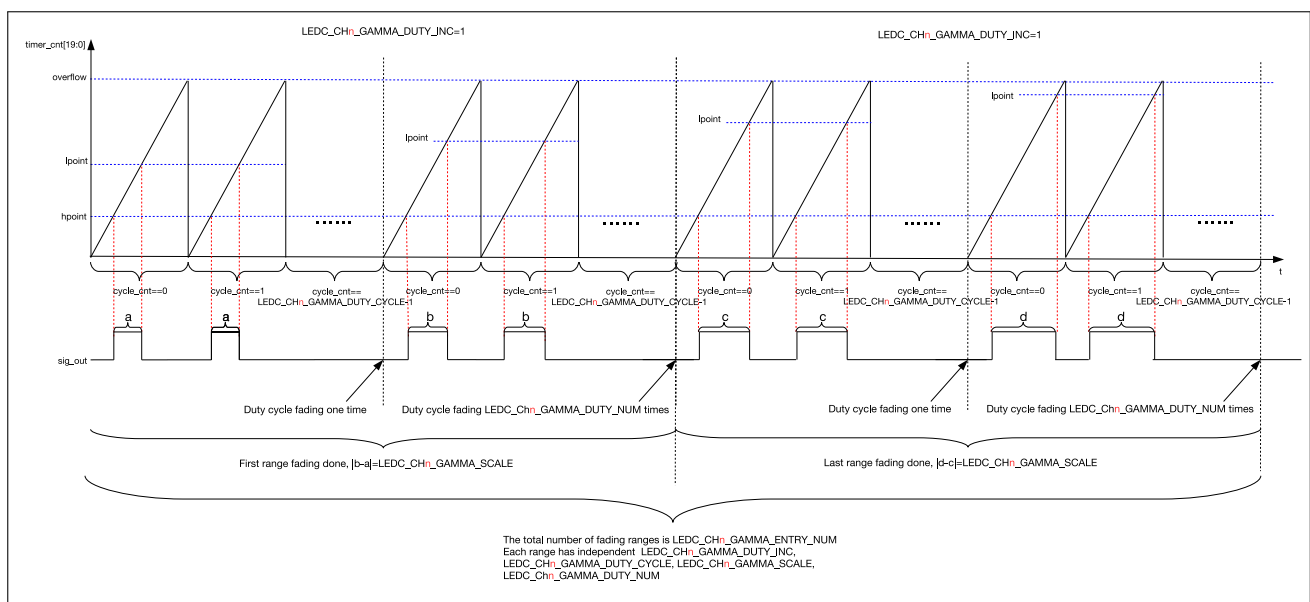 LEDC_CHn_GAMMA_DUTY_INC=1
LEDC_CHn_GAMMA_DUTY_INC=1
timer_cnt[19:0]
overflow
lpoint
lpoint
lpoint
lpoint
hpoint
......
......
......
......
t
cycle_cnt==0
cycle_cnt==1
cycle_cnt==
LEDC_CHn_GAMMA_DUTY_CYCLE-1
cycle_cnt==0
cycle_cnt==1
cycle_cnt==
LEDC_CHn_GAMMA_DUTY_CYCLE-1
cycle_cnt==0
cycle_cnt==1
cycle_cnt==
LEDC_CHn_GAMMA_DUTY_CYCLE-1
cycle_cnt==0
cycle_cnt==1
cycle_cnt==
LEDC_CHn_GAMMA_DUTY_CYCLE-1
a
a
b
b
c
c
d
d
sig_out
Duty cycle fading one time
Duty cycle fading LEDC_Chn_GAMMA_DUTY_NUM times
Duty cycle fading one time
Duty cycle fading LEDC_Chn_GAMMA_DUTY_NUM times
First range fading done, |b-a|=LEDC_CHn_GAMMA_SCALE
Last range fading done, |d-c|=LEDC_CHn_GAMMA_SCALE
The total number of fading ranges is LEDC_CHn_GAMMA_ENTRY_NUM
Each range has independent LEDC_CHn_GAMMA_DUTY_INC,
LEDC_CHn_GAMMA_DUTY_CYCLE, LEDC_CHn_GAMMA_SCALE,
LEDC_Chn_GAMMA_DUTY_NUM